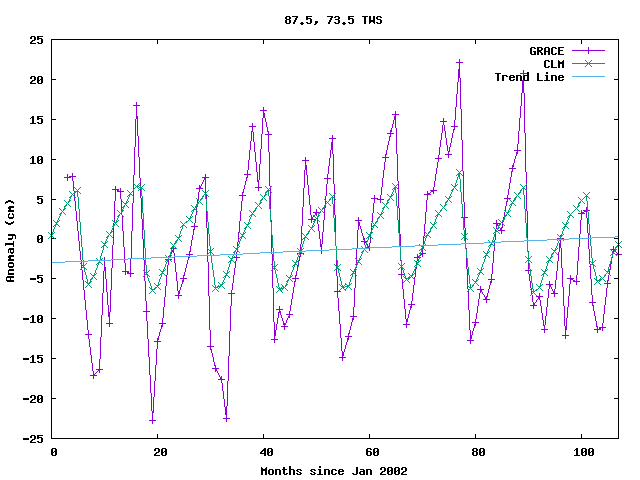 87.5, 73.5 TWS
GRACE
CLM
Trend Line
25
20
15
10
5
0
-5
-10
-15
-20
-25
Anomaly (cm)
0 20 40 60 80 100
Months since Jan 2002